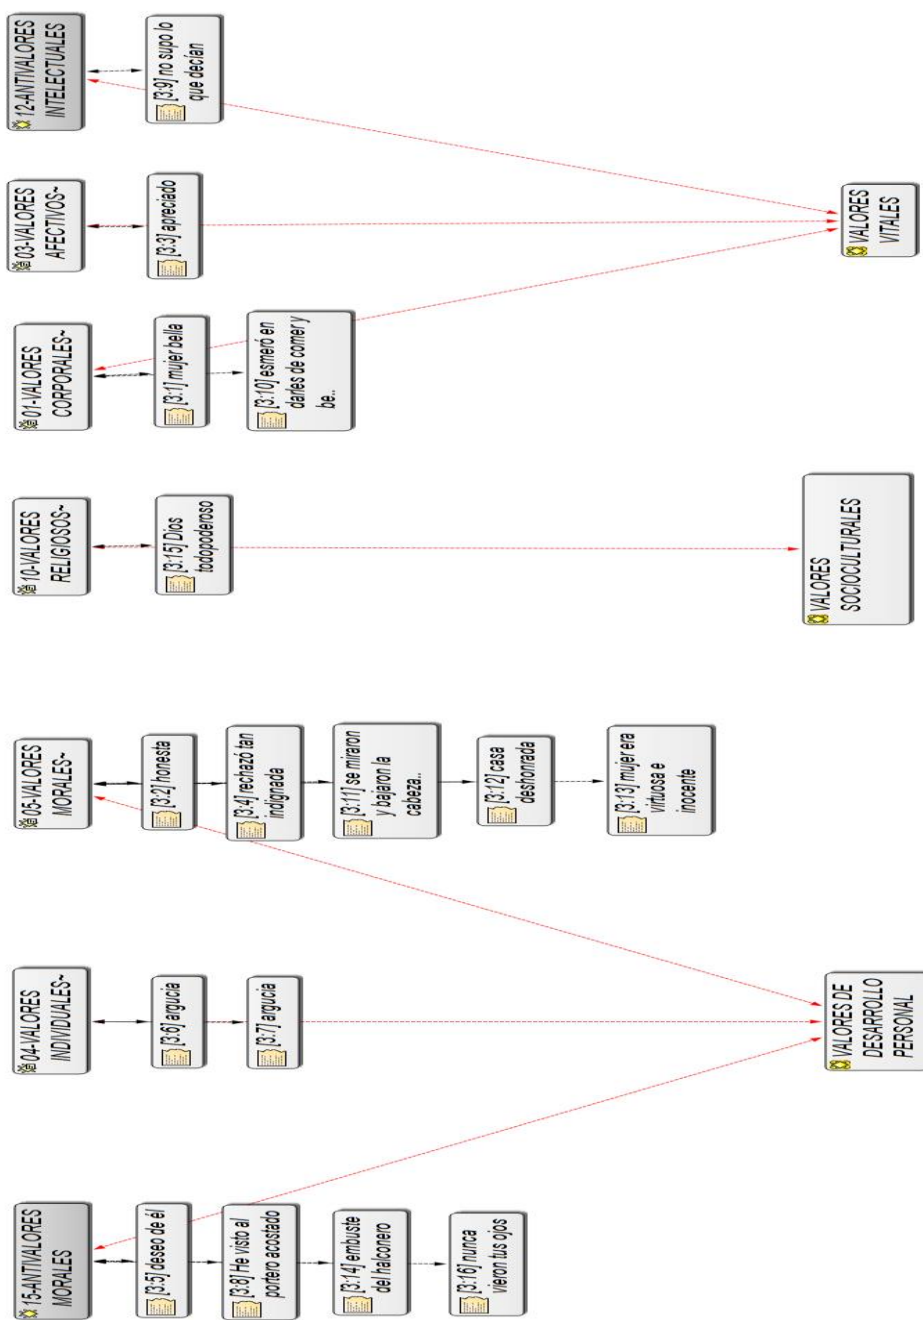 15-ANTIVALORES
MORALES
[3:5] deseo de él
[3:8] He visto al
portero acostado
[3:14] embuste
del halconero
[3:16] nunca
vieron tus ojos
04-VALORES
INDIVIDUALES~
[3:6] argucia
[3:7] argucia
05-VALORES
MORALES~
[3:2] honesta
[3:4] rechazó tan
indignada
[3:11] se miraron
y bajaron la
cabeza...
[3:12] casa
deshonrada
[3:13] mujer era
virtuosa e
inocente
VALORES DE
DESARROLLO
PERSONAL
10-VALORES
RELIGIOSOS~
[3:15] Dios
todopoderoso
VALORES
SOCIOCULTURALES
01-VALORES
CORPORALES~
[3:1] mujer bella
[3:10] esmeró en
darles de comer y
be..
03-VALORES
AFECTIVOS~
[3:3] apreciado
12-ANTIVALORES
INTELECTUALES
[3:9] no supo lo
que decían
VALORES
VITALES